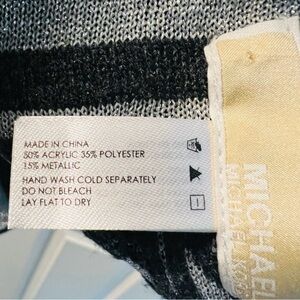 MADE IN CHINA
50% ACRYLIC 35% POLYESTER
15% METALLIC
HAND WASH COLD SEPARATELY
DO NOT BLEACH
LAY FLAT TO DRY
MICHAEL
MICHAEL KORS